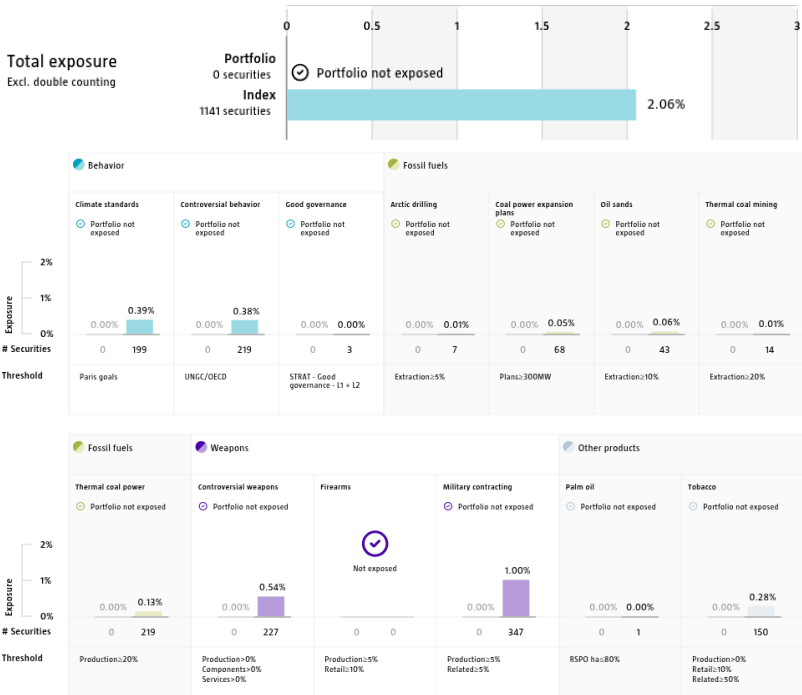 0 0.5 1 1.5 2 2.5 3
Total exposure
Excl. double counting
Portfolio
0 securities
Portfolio not exposed
Index
1141 securities
2.06%
Behavior
Fossil fuels
Climate standards
Controversial behavior
Good governance
Arctic drilling
Coal power expansion
plans
Oil sands
Thermal coal mining
Portfolio not
exposed
Portfolio not
exposed
Portfolio not
exposed
Portfolio not
exposed
Portfolio not
exposed
Portfolio not
exposed
Portfolio not
exposed
Exposure
2%
1%
0%
0.00% 0.39%
0.00% 0.38%
0.00% 0.00%
0.00% 0.01%
0.00% 0.05%
0.00% 0.06%
0.00% 0.01%
# Securities
0 199
0 219
0 3
0 7
0 68
0 43
0 14
Threshold
Paris goals
UNGC/OECD
STRAT - Good
governance - L1 + L2
Extraction≥5%
Plans≥300MW
Extraction≥10%
Extraction≥20%
Fossil fuels
Weapons
Other products
Thermal coal power
Controversial weapons
Firearms
Military contracting
Palm oil
Tobacco
Portfolio not exposed
Portfolio not exposed
Not exposed
Portfolio not exposed
Portfolio not exposed
Portfolio not exposed
Exposure
2%
1%
0%
0.00% 0.13%
0.00% 0.54%
0.00% 1.00%
0.00% 0.00%
0.00% 0.28%
# Securities
0 219
0 227
0 0
0 347
0 1
0 150
Threshold
Production≥20%
Production>0%
Components>0%
Services>0%
Production≥5%
Retail≥10%
Production≥5%
Related≥5%
RSPO ha≤80%
Production>0%
Retail≥10%
Related≥50%